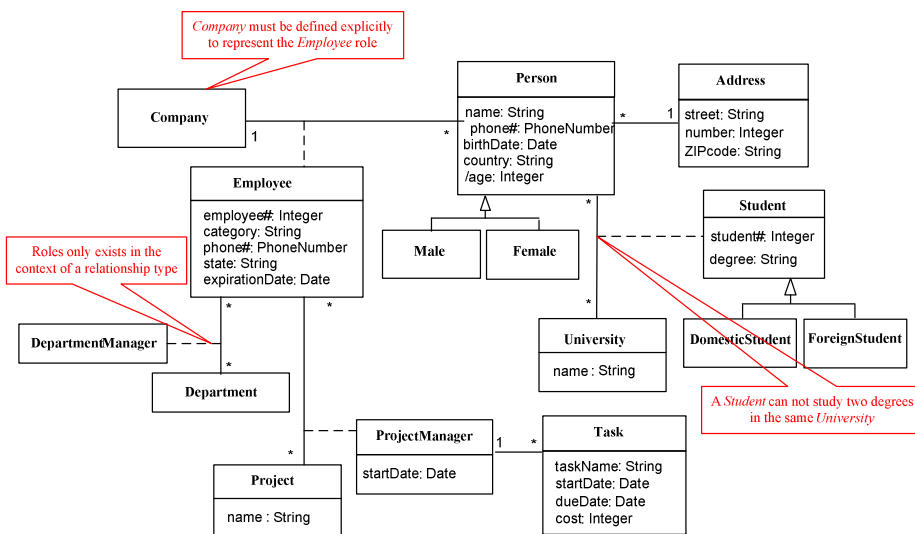 Company must be defined explicitly
to represent the Employee role
Company
1
*
Person
name: String
phone#: PhoneNumber
birthDate: Date
country: String
/age: Integer
*
1
Address
street: String
number: Integer
ZIPcode: String
Employee
employee#: Integer
category: String
phone#: PhoneNumber
state: String
expirationDate: Date
Male
Female
*
*
Student
student#: Integer
degree: String
Roles only exists in the
context of a relationship type
*
*
DepartmentManager
*
Department
University
name : String
DomesticStudent
ForeignStudent
A Student can not study two degrees
in the same University
ProjectManager
startDate: Date
1
*
Task
taskName: String
startDate: Date
dueDate: Date
cost: Integer
*
Project
name : String